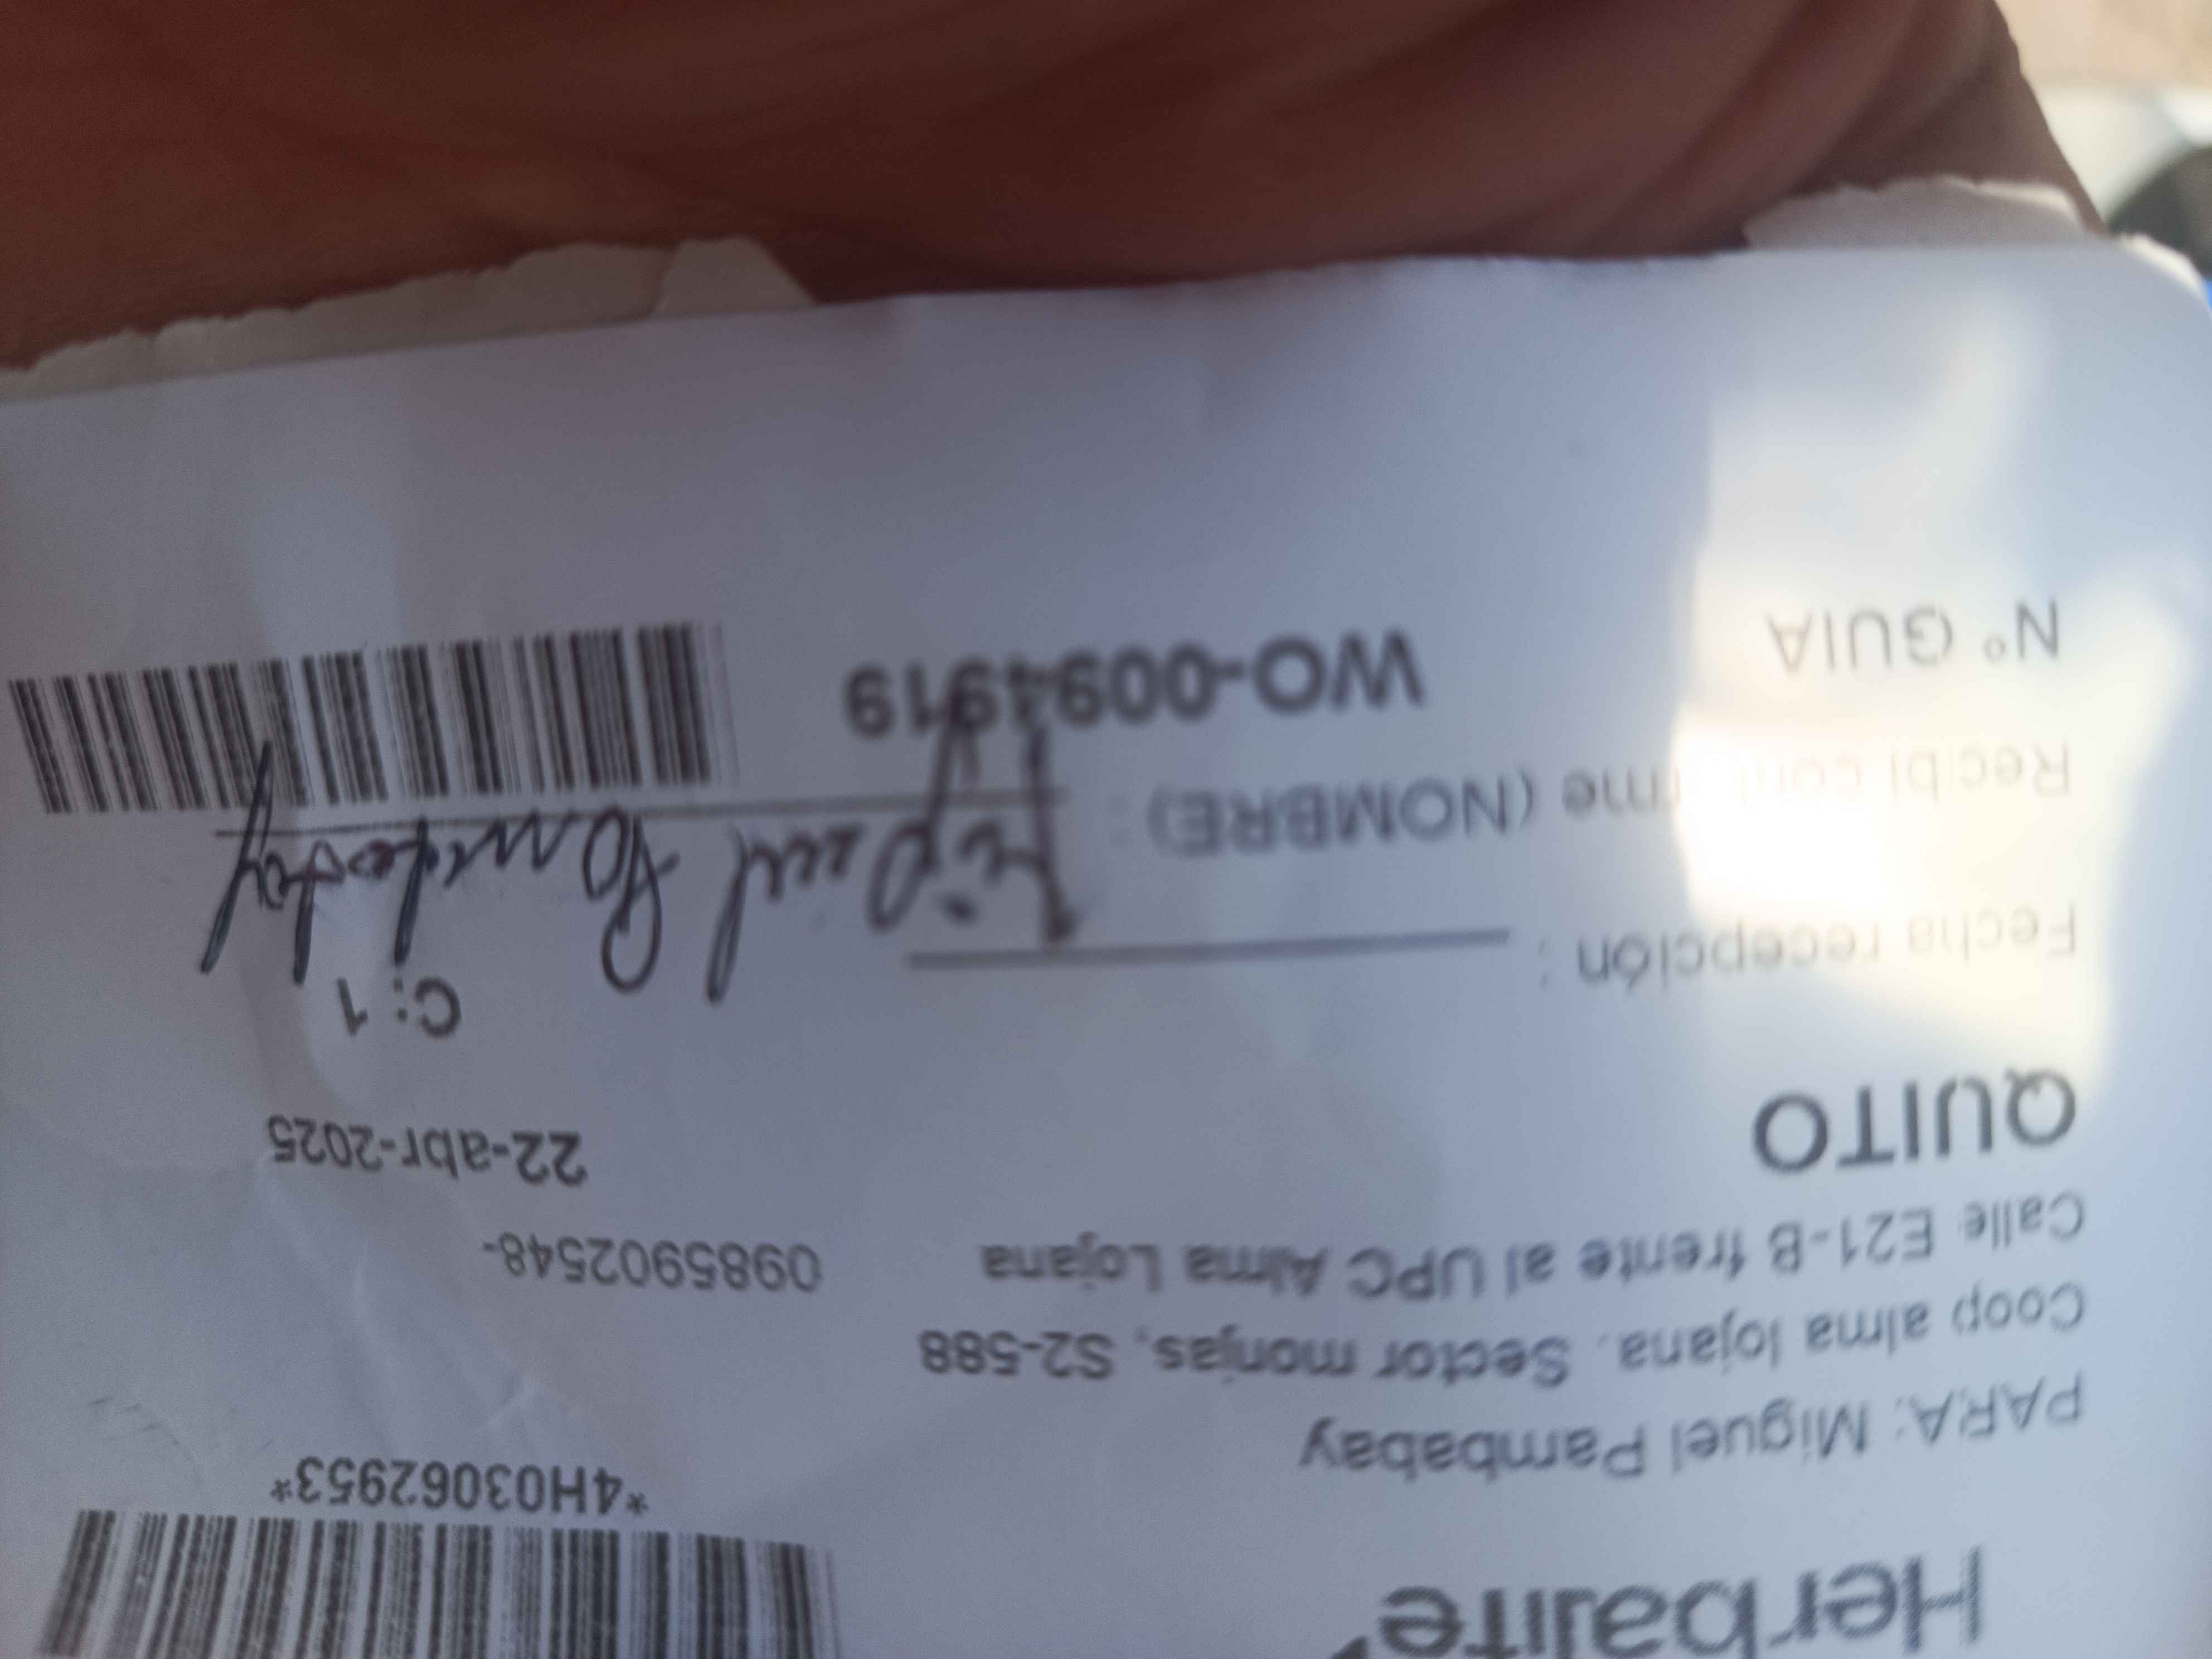 Herbalife
*4H03062953*
PARA: Miguel Pambabay
Coop alma lojana. Sector monjas, S2-588
Calle E21-B frente al UPC Alma Lojana
0985902548-
QUITO
22-abr-2025
C: 1
Fecha recepción :
Recibi conforme (NOMBRE) :
N° GUIA
WO-0094919